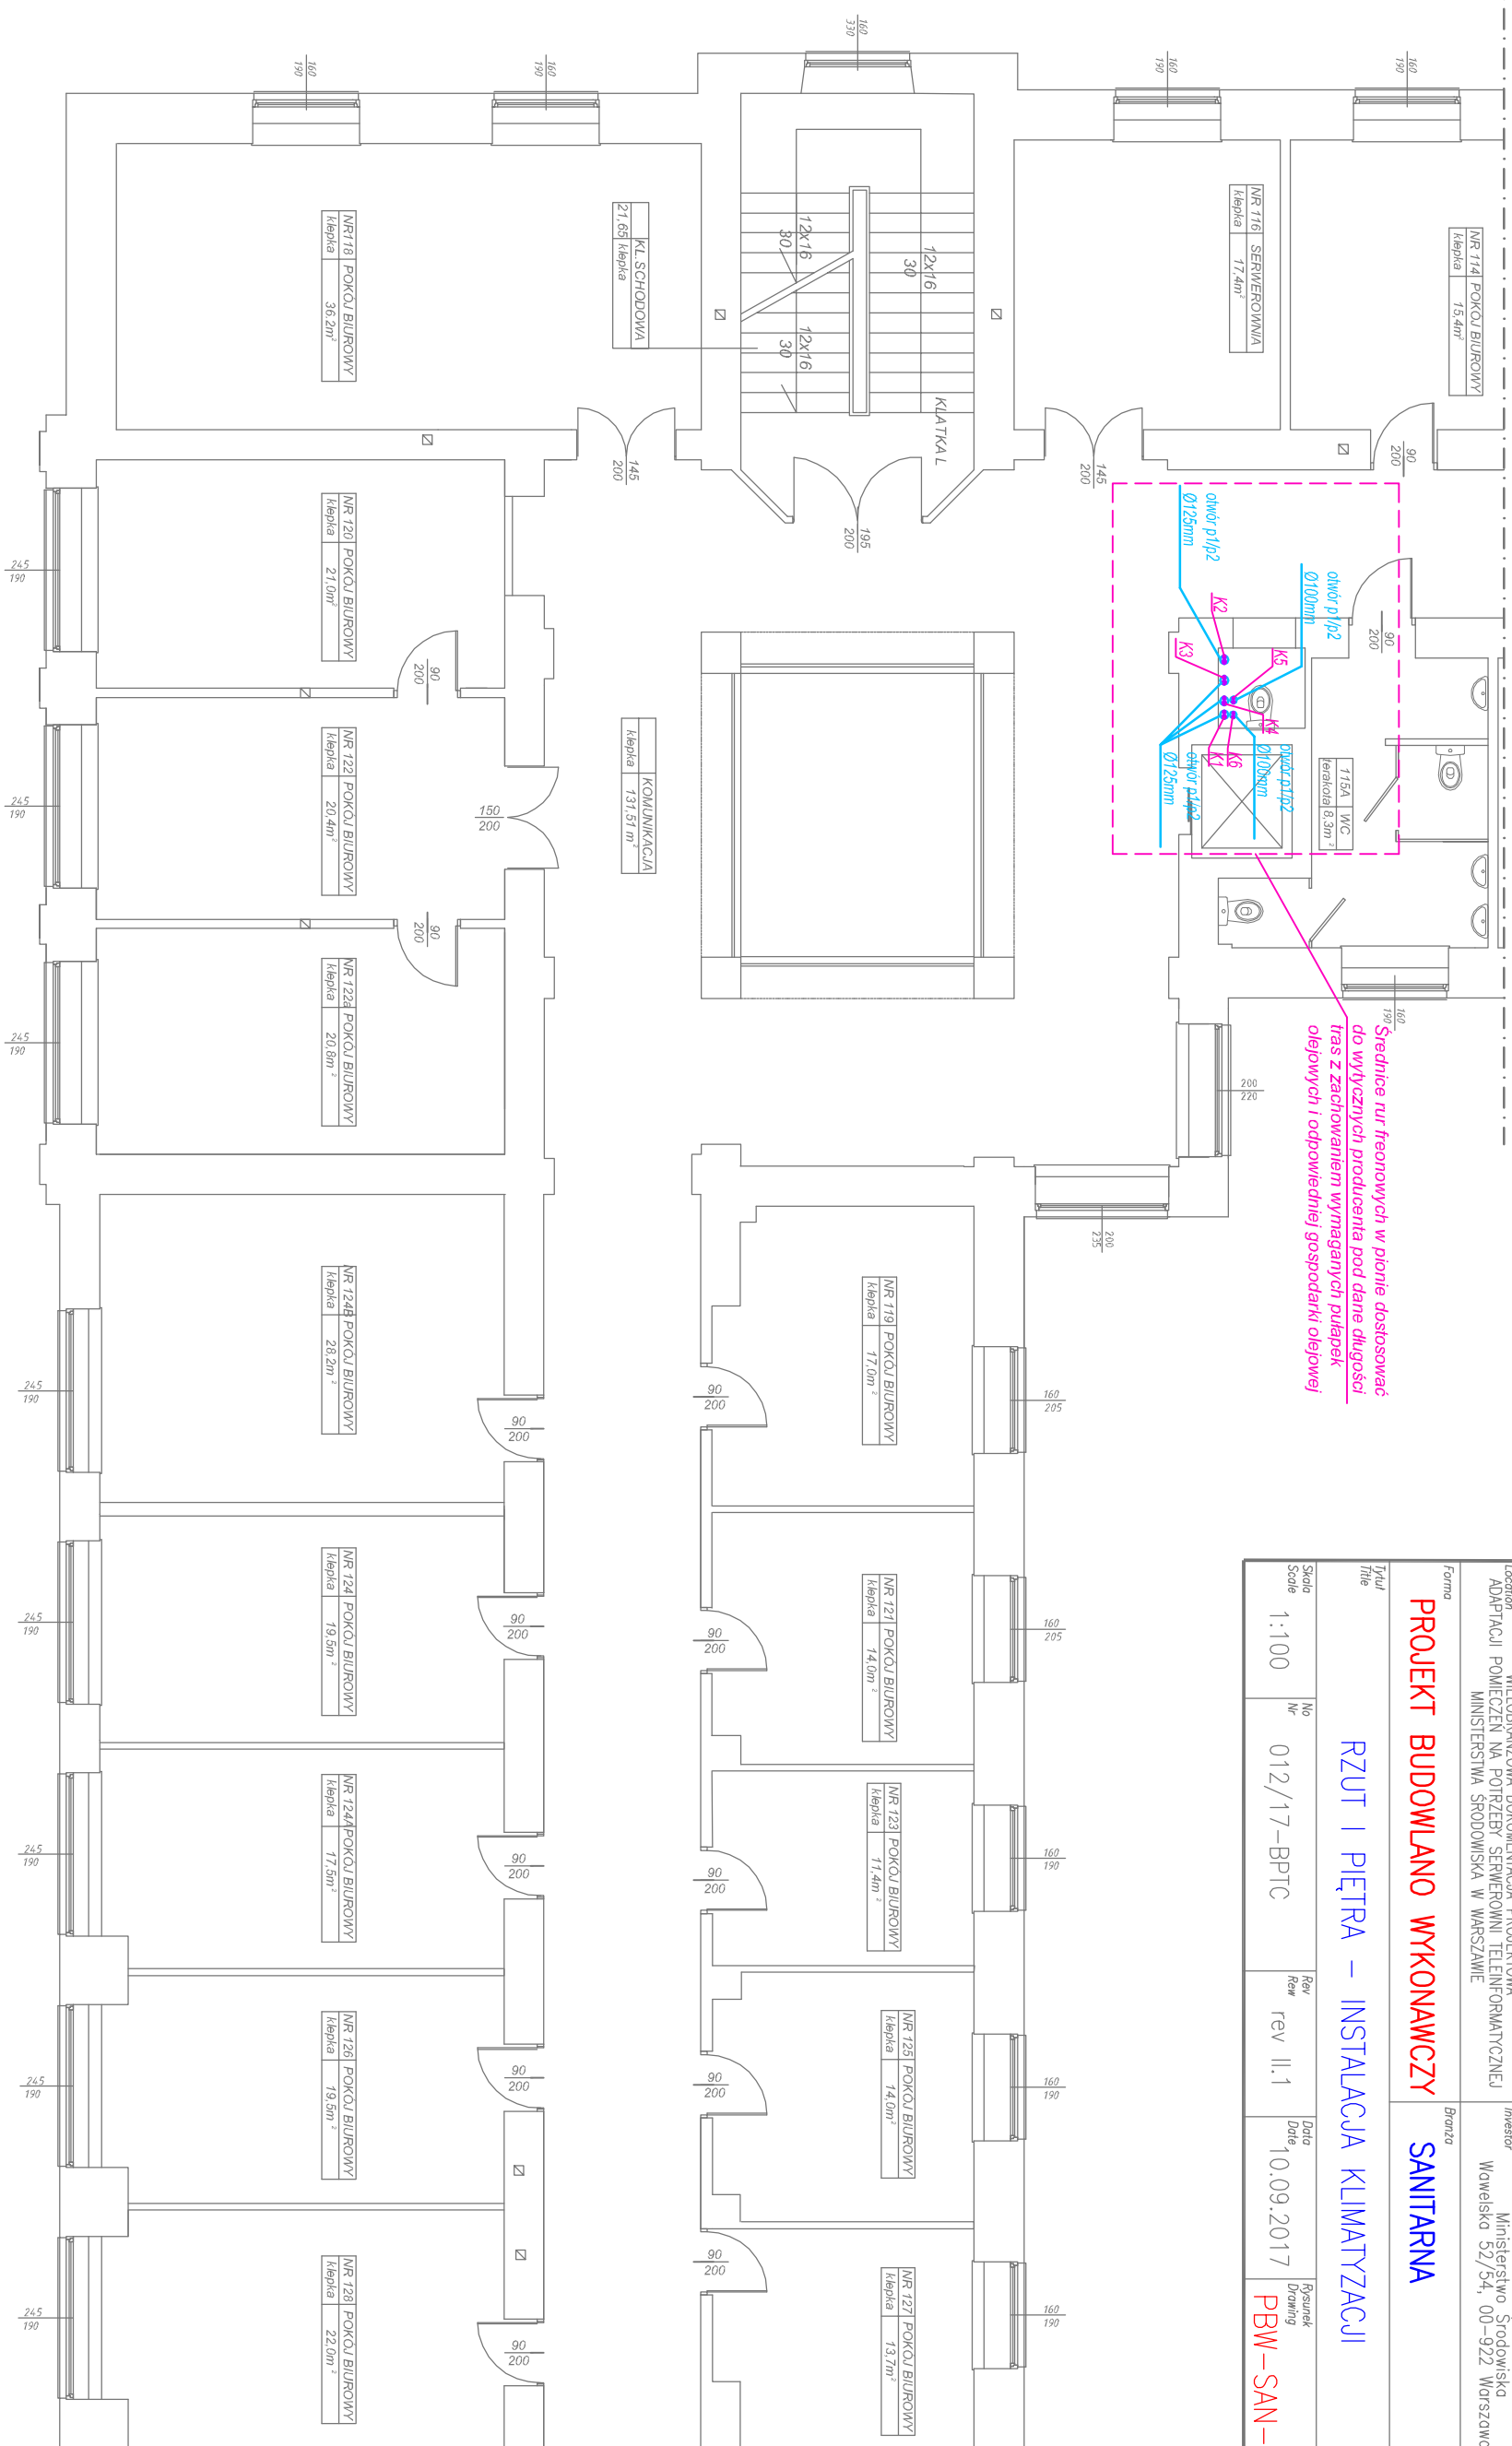 NR 114 POKÓJ BIUROWY
klepka 15,4m²
NR 116 SERWEROWNIA
klepka 17,4m²
KL.SCHODOWA
21,65 klepka
NR118 POKÓJ BIUROWY
klepka 36.2m²
12x16
30
12x16
30
12x16
30
KLATKA L
160
190
160
190
160
330
160
190
160
190
90
200
145
200
195
200
145
200
otwór p1/p2
Ø125mm
otwór p1/p2
Ø100mm
90
200
K2
K3
K5
K4
K1
K6
otwór p1/p2
Ø100mm
otwór p1/p2
Ø125mm
115A WC
terakota 8,3m²
160
190
Średnice rur freonowych w pionie dostosować
do wytycznych producenta pod dane długości
tras z zachowaniem wymaganych pułapek
olejowych i odpowiedniej gospodarki olejowej
200
220
200
235
KOMUNIKACJA
klepka 131,51 m²
NR 120 POKÓJ BIUROWY
klepka 21,0m²
90
200
245
190
NR 122 POKÓJ BIUROWY
klepka 20,4m²
150
200
245
190
90
200
NR 122a POKÓJ BIUROWY
klepka 20,8m²
245
190
NR 124B POKÓJ BIUROWY
klepka 28,2m²
90
200
245
190
NR 124 POKÓJ BIUROWY
klepka 19,5m²
90
200
245
190
NR 124A POKÓJ BIUROWY
klepka 17,5m²
90
200
245
190
NR 126 POKÓJ BIUROWY
klepka 19,5m²
90
200
245
190
NR 128 POKÓJ BIUROWY
klepka 22,0m²
90
200
245
190
NR 119 POKÓJ BIUROWY
klepka 17,0m²
90
200
160
205
NR 121 POKÓJ BIUROWY
klepka 14,0m²
90
200
160
205
NR 123 POKÓJ BIUROWY
klepka 11,4m²
90
200
160
190
NR 125 POKÓJ BIUROWY
klepka 14,0m²
90
200
160
190
NR 127 POKÓJ BIUROWY
klepka 13,7m²
90
200
160
190
Location
WIELOBRANŻOWA DOKUMENTACJA PROJEKTOWA
ADAPTACJI POMIECZEŃ NA POTRZEBY SERWEROWNI TELEINFORMATYCZNEJ
MINISTERSTWA ŚRODOWISKA W WARSZAWIE
Investor
Ministerstwo Środowiska
Wawelska 52/54, 00-922 Warszawa
Forma
PROJEKT BUDOWLANO WYKONAWCZY
Branża
SANITARNA
Tytuł
Title
RZUT I PIĘTRA - INSTALACJA KLIMATYZACJI
Skala
Scale
1:100
No
Nr
012/17-BPTC
Rev
Rew
rev II.1
Data
Date
10.09.2017
Rysunek
Drawing
PBW-SAN-